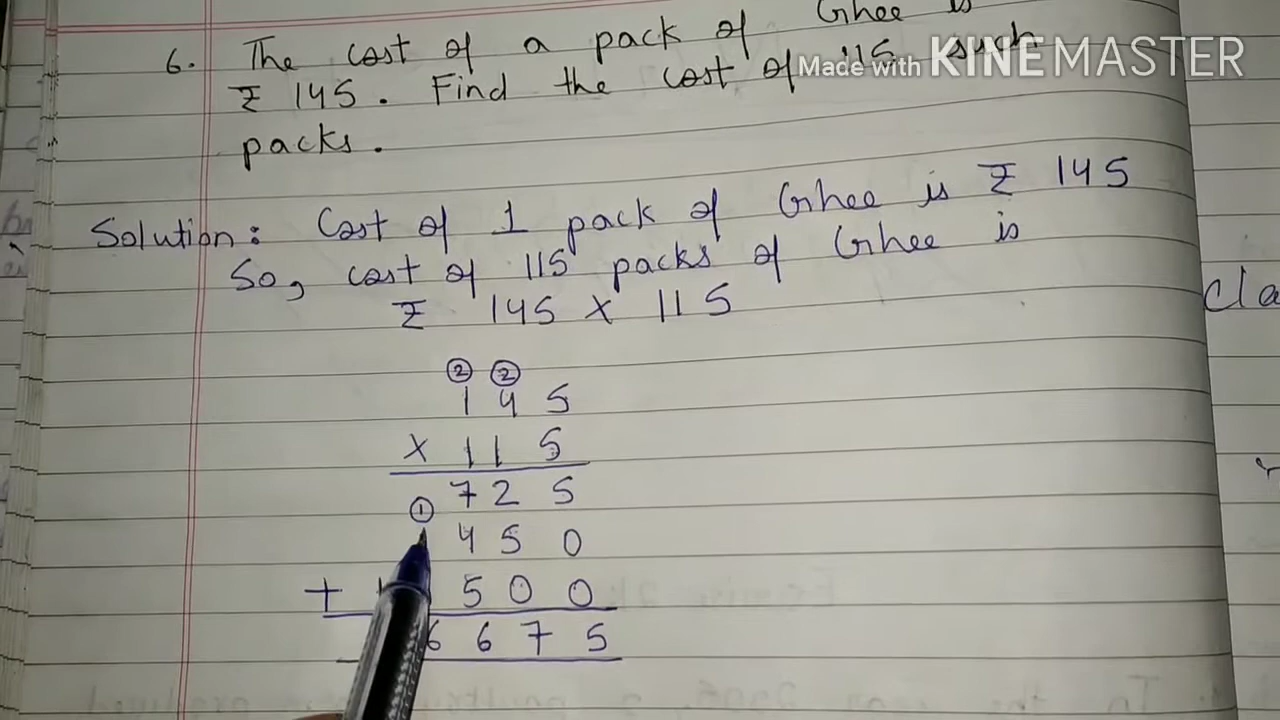 6. The cost of a pack of Ghee is
₹ 145. Find the cost of 115 such
Made with KINEMASTER
packs.
Solution: Cost of 1 pack of Ghee is ₹ 145
So, cost of 115 packs of Ghee is
₹ 145 x 115
Cla
② ②
1 4 5
x 1 1 5
7 2 5
①
4 5 0
+ 1 5 0 0
6 6 7 5